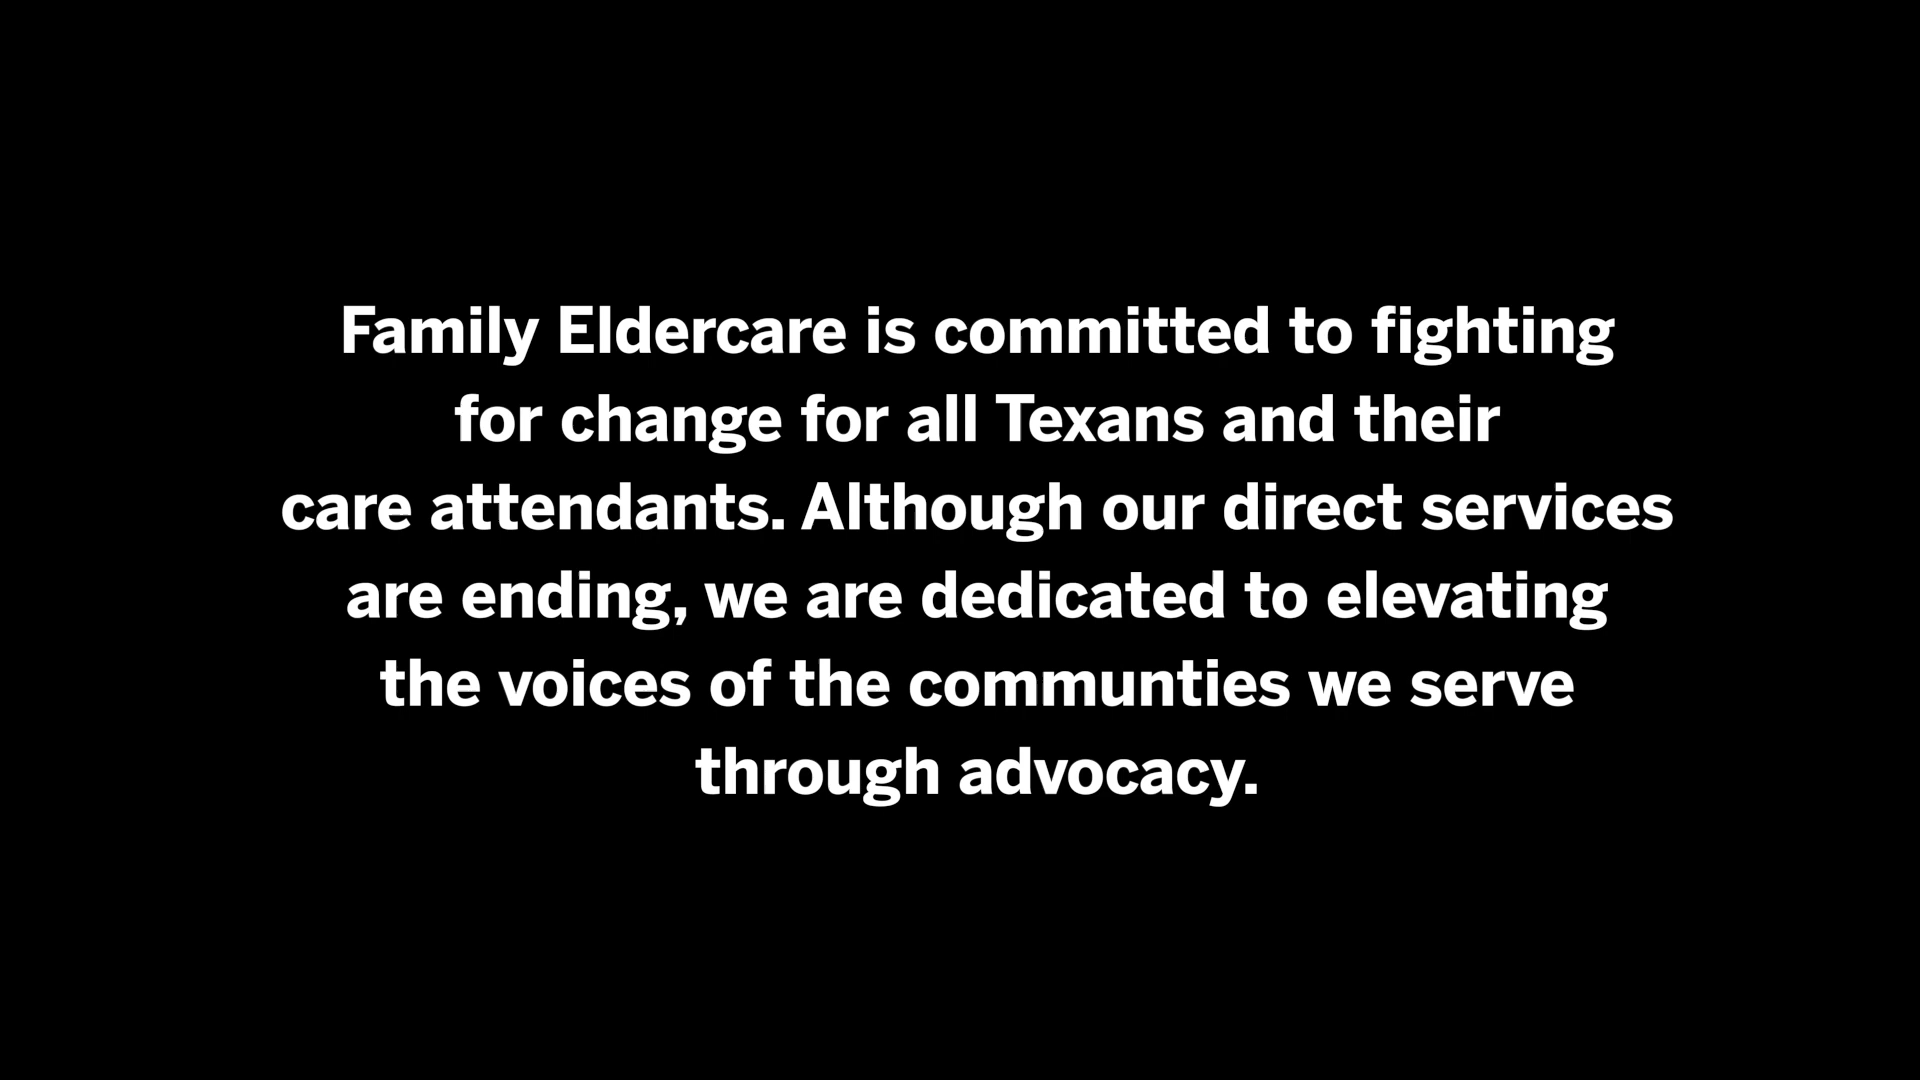 Family Eldercare is committed to fighting
for change for all Texans and their
care attendants. Although our direct services
are ending, we are dedicated to elevating
the voices of the communties we serve
through advocacy.